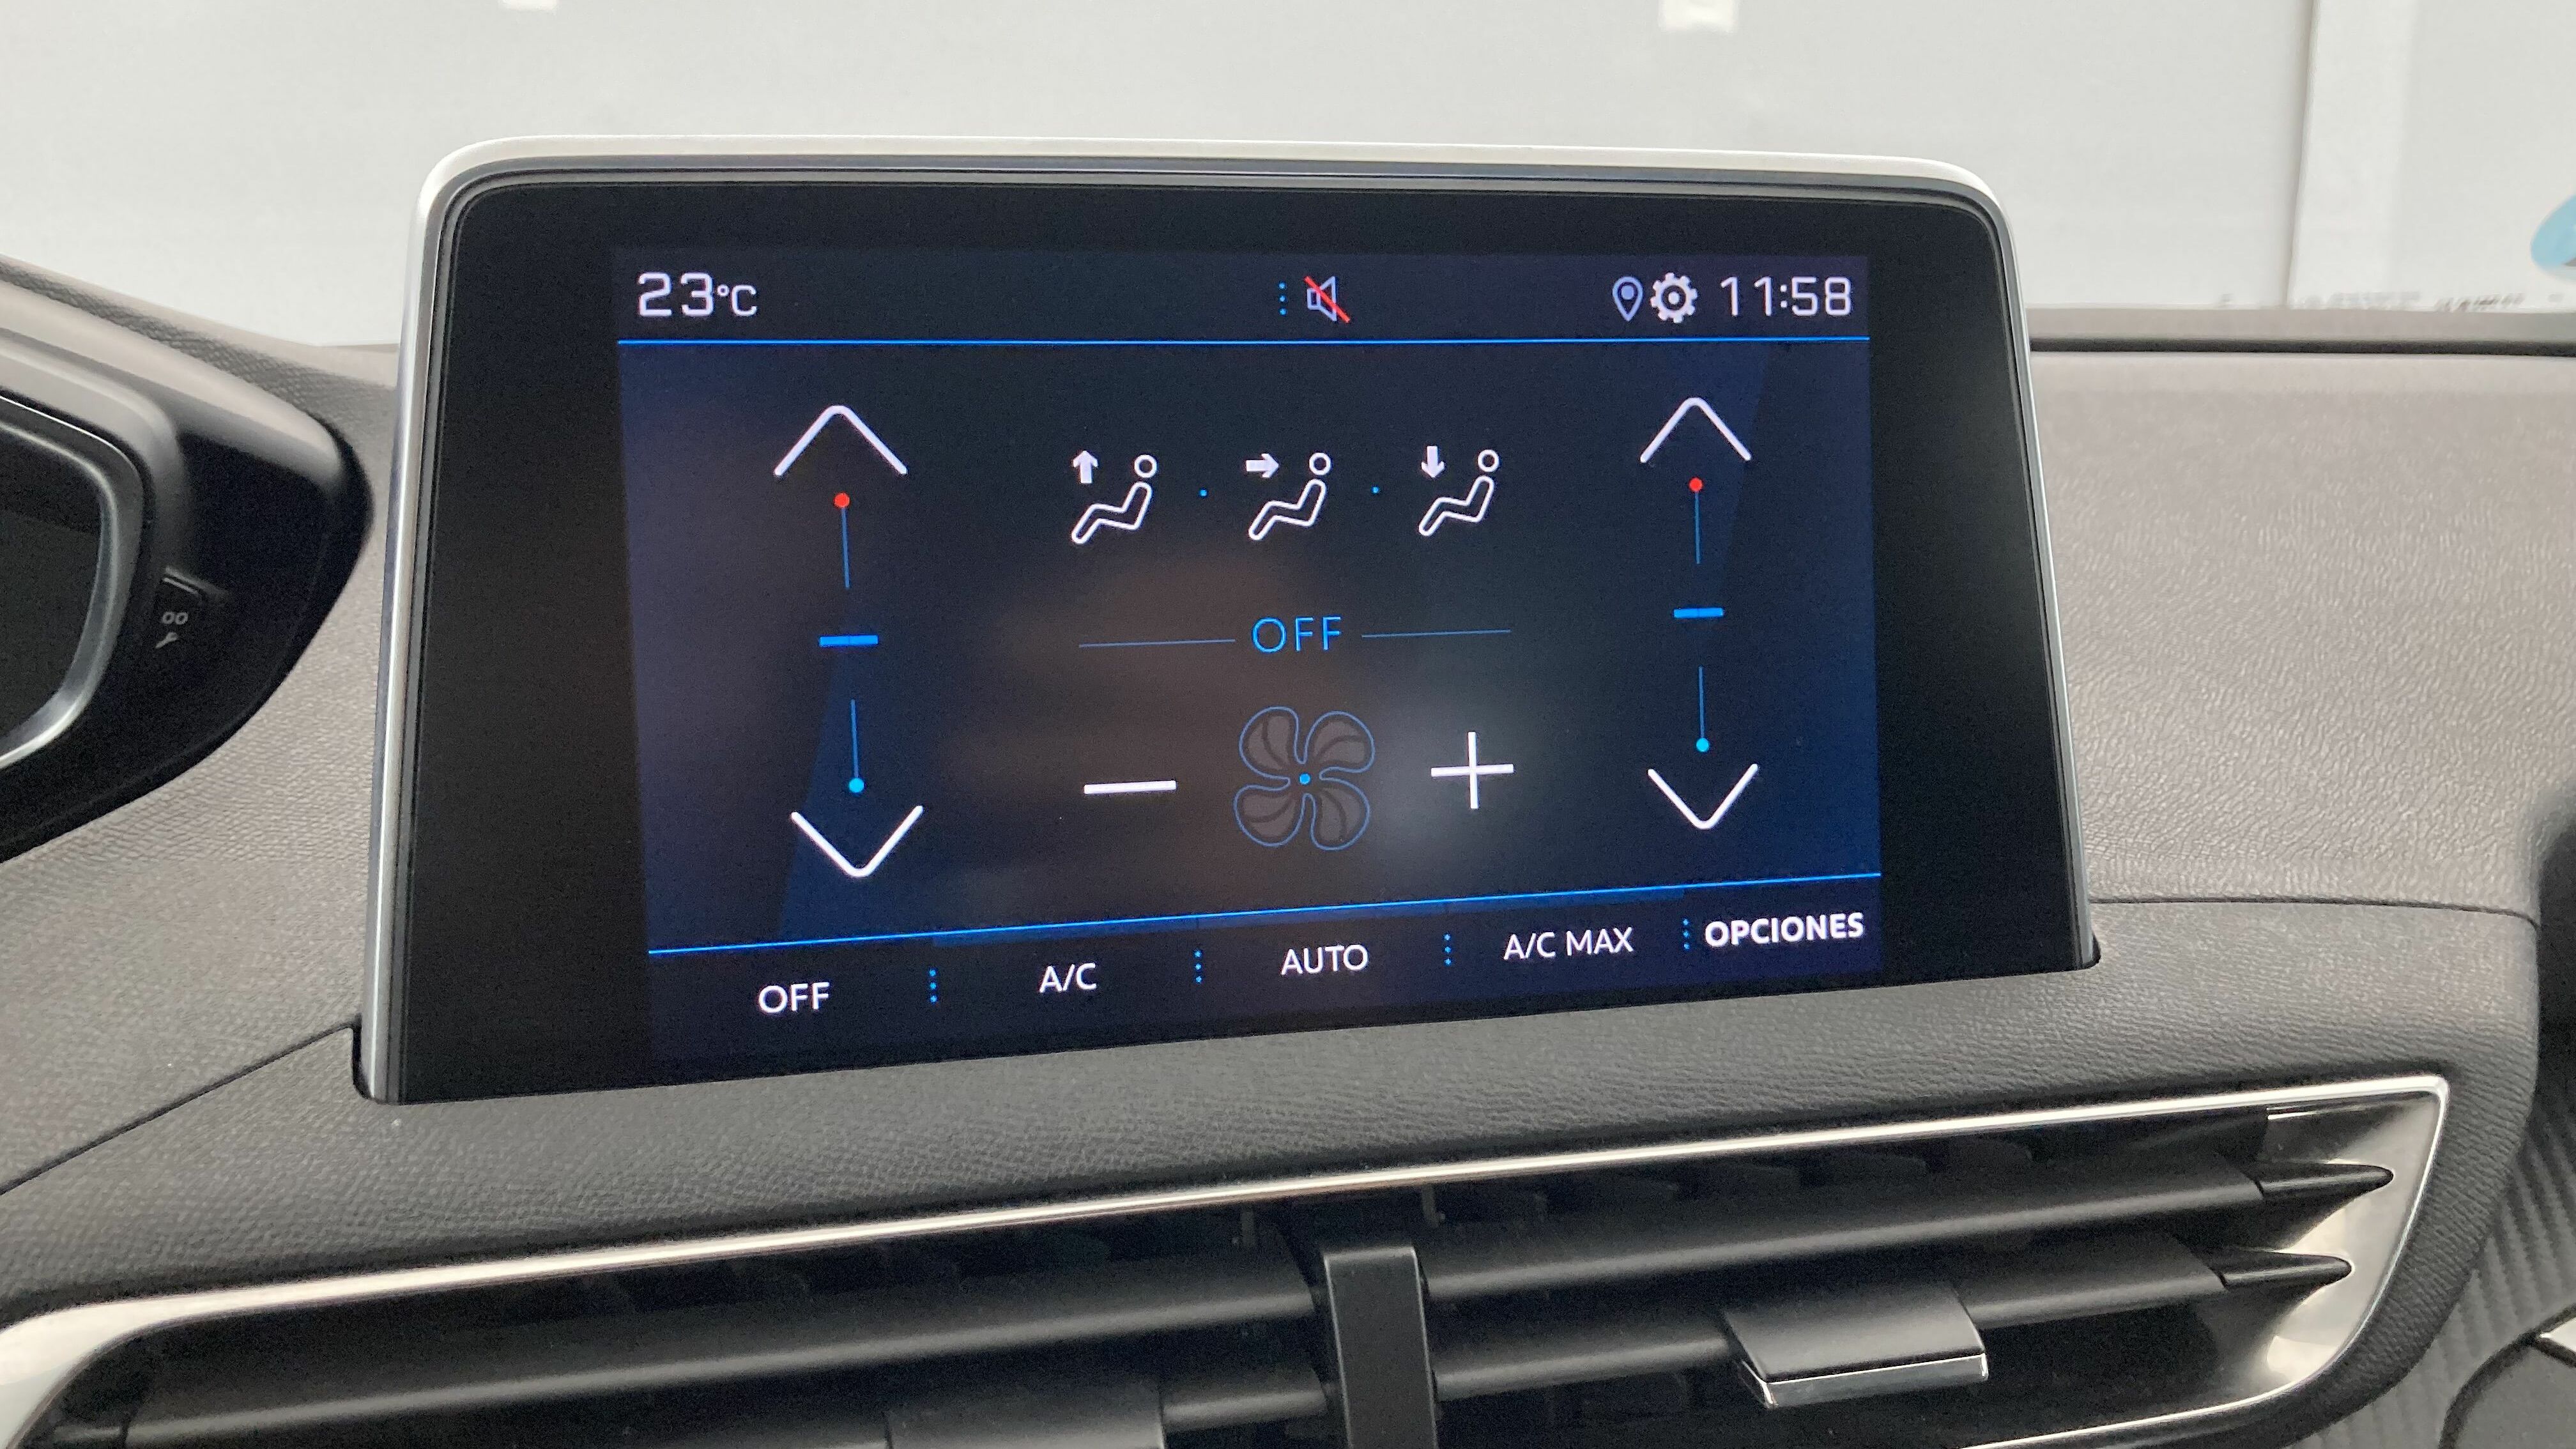 23°C 11:58
OFF
OFF A/C AUTO A/C MAX OPCIONES